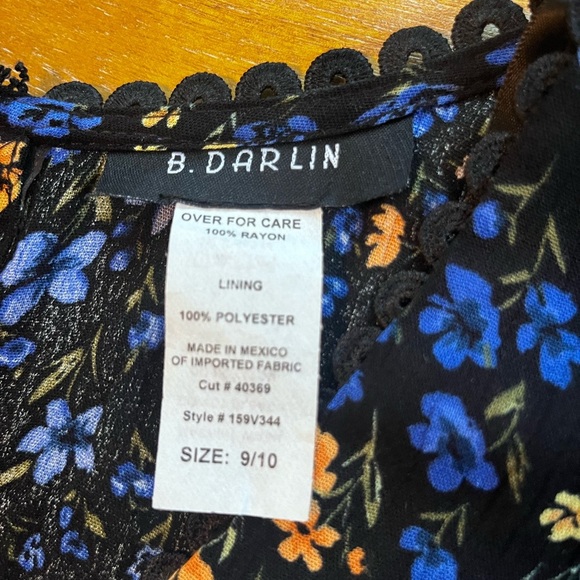 B. DARLIN
OVER FOR CARE
100% RAYON
LINING
100% POLYESTER
MADE IN MEXICO
OF IMPORTED FABRIC
Cut # 40369
Style # 159V344
SIZE: 9/10